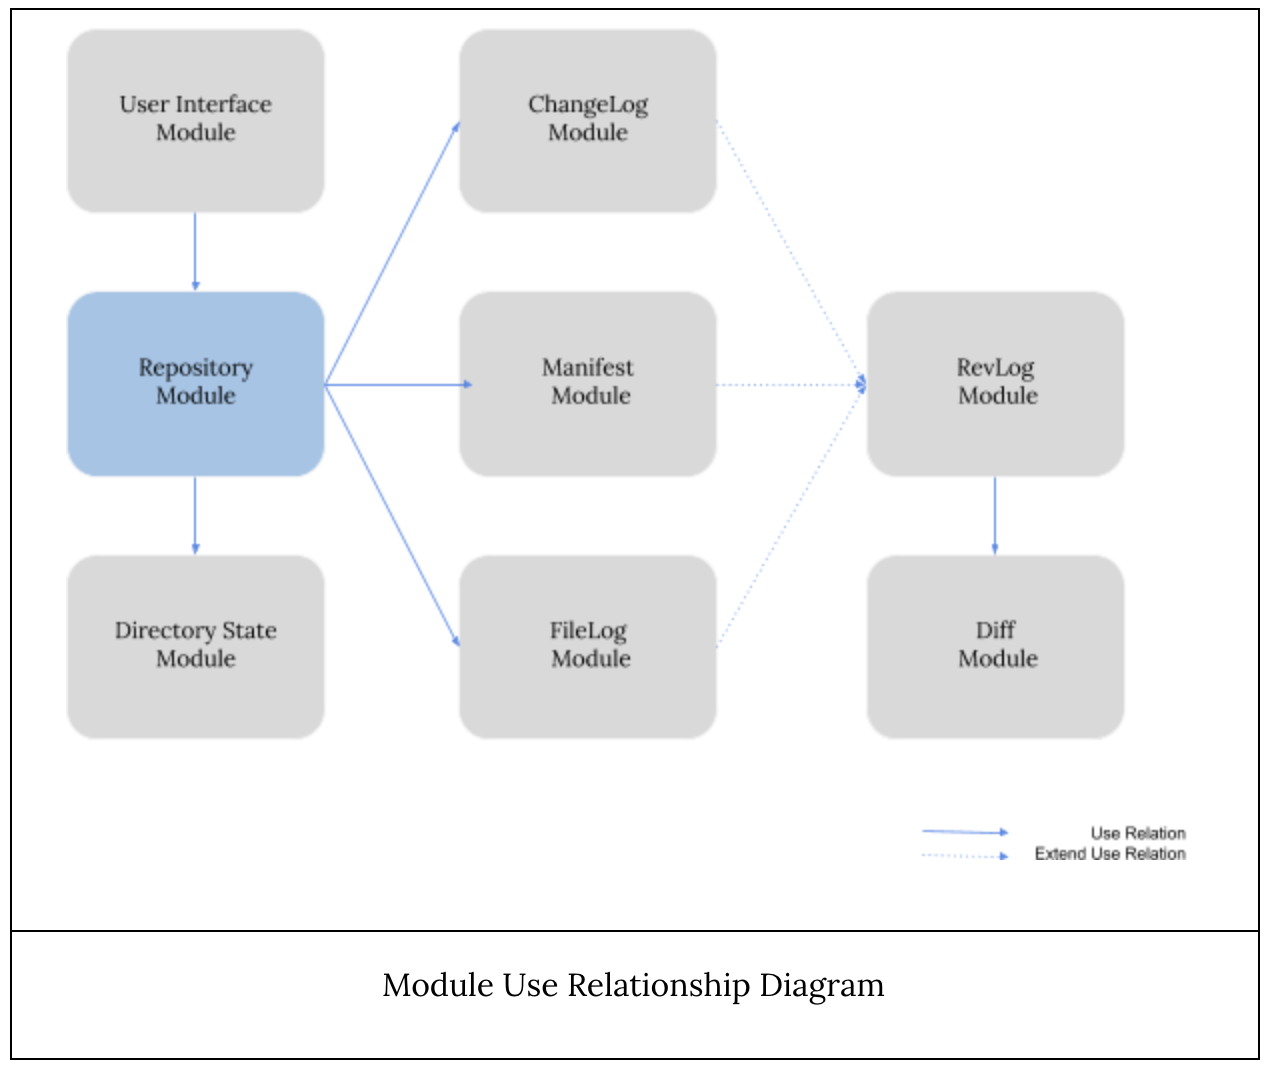 User Interface
Module
ChangeLog
Module
Repository
Module
Manifest
Module
RevLog
Module
Directory State
Module
FileLog
Module
Diff
Module
Use Relation
Extend Use Relation
Module Use Relationship Diagram